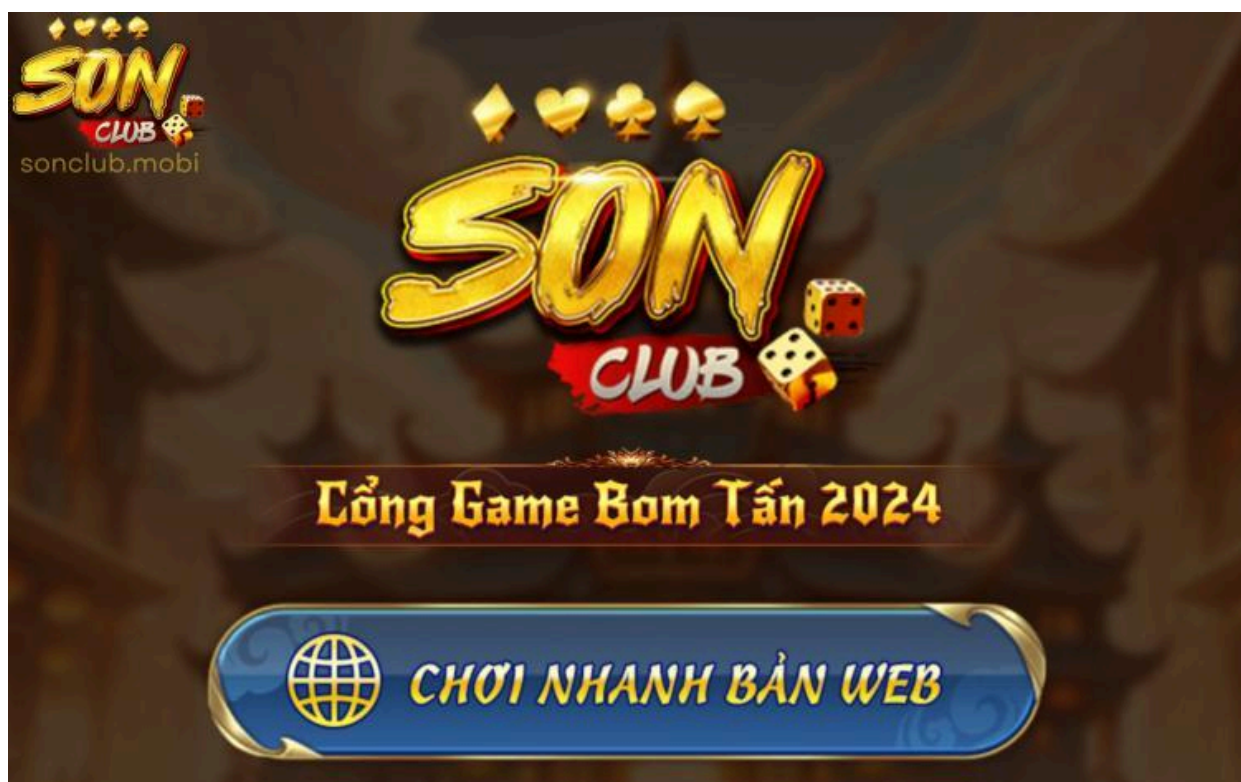 SON
CLUB
sonclub.mobi
SON
CLUB
Cổng Game Bom Tấn 2024
CHƠI NHANH BẢN WEB